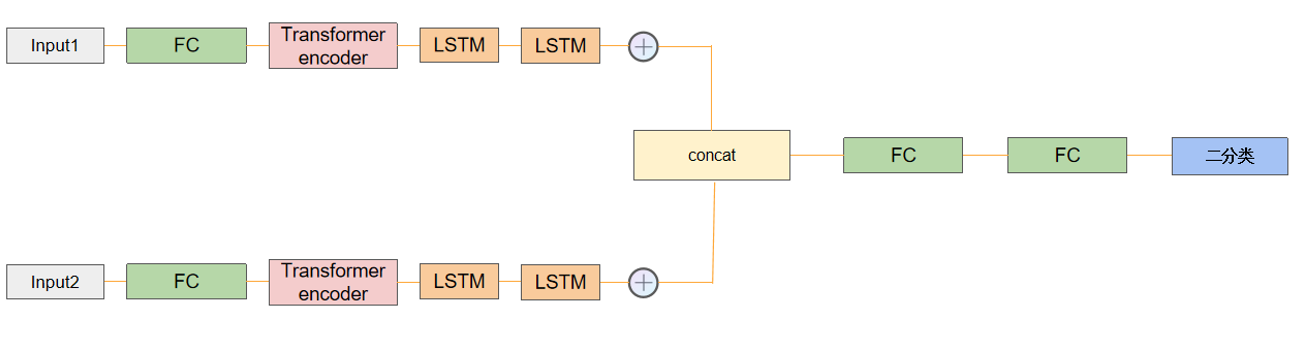 Input1
FC
Transformer
encoder
LSTM
LSTM
concat
FC
FC
二分类
Input2
FC
Transformer
encoder
LSTM
LSTM